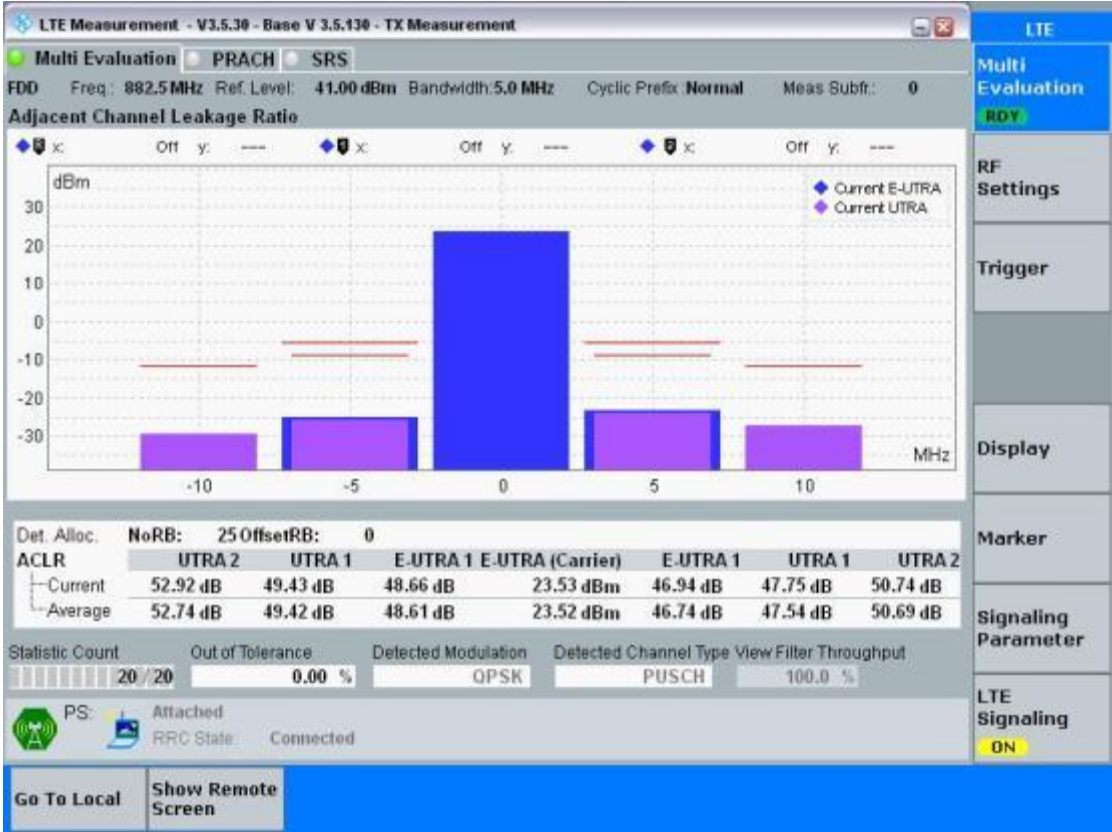 LTE Measurement - V3.5.30 - Base V 3.5.130 - TX Measurement
Multi Evaluation PRACH SRS
FDD Freq.: 882.5 MHz Ref. Level: 41.00 dBm Bandwidth: 5.0 MHz Cyclic Prefix: Normal Meas Subfr.: 0
Adjacent Channel Leakage Ratio
x: Off y: --- x: Off y: --- x: Off y: ---
dBm
Current E-UTRA
Current UTRA
30
20
10
0
-10
-20
-30
MHz
-10 -5 0 5 10
Det. Alloc. NoRB: 25 OffsetRB: 0
ACLR UTRA 2 UTRA 1 E-UTRA 1 E-UTRA (Carrier) E-UTRA 1 UTRA 1 UTRA 2
Current 52.92 dB 49.43 dB 48.66 dB 23.53 dBm 46.94 dB 47.75 dB 50.74 dB
Average 52.74 dB 49.42 dB 48.61 dB 23.52 dBm 46.74 dB 47.54 dB 50.69 dB
Statistic Count Out of Tolerance Detected Modulation Detected Channel Type View Filter Throughput
20 / 20 0.00 % QPSK PUSCH 100.0 %
PS: Attached
RRC State: Connected
LTE
Multi
Evaluation
RDY
RF
Settings
Trigger
Display
Marker
Signaling
Parameter
LTE
Signaling
ON
Go To Local
Show Remote
Screen